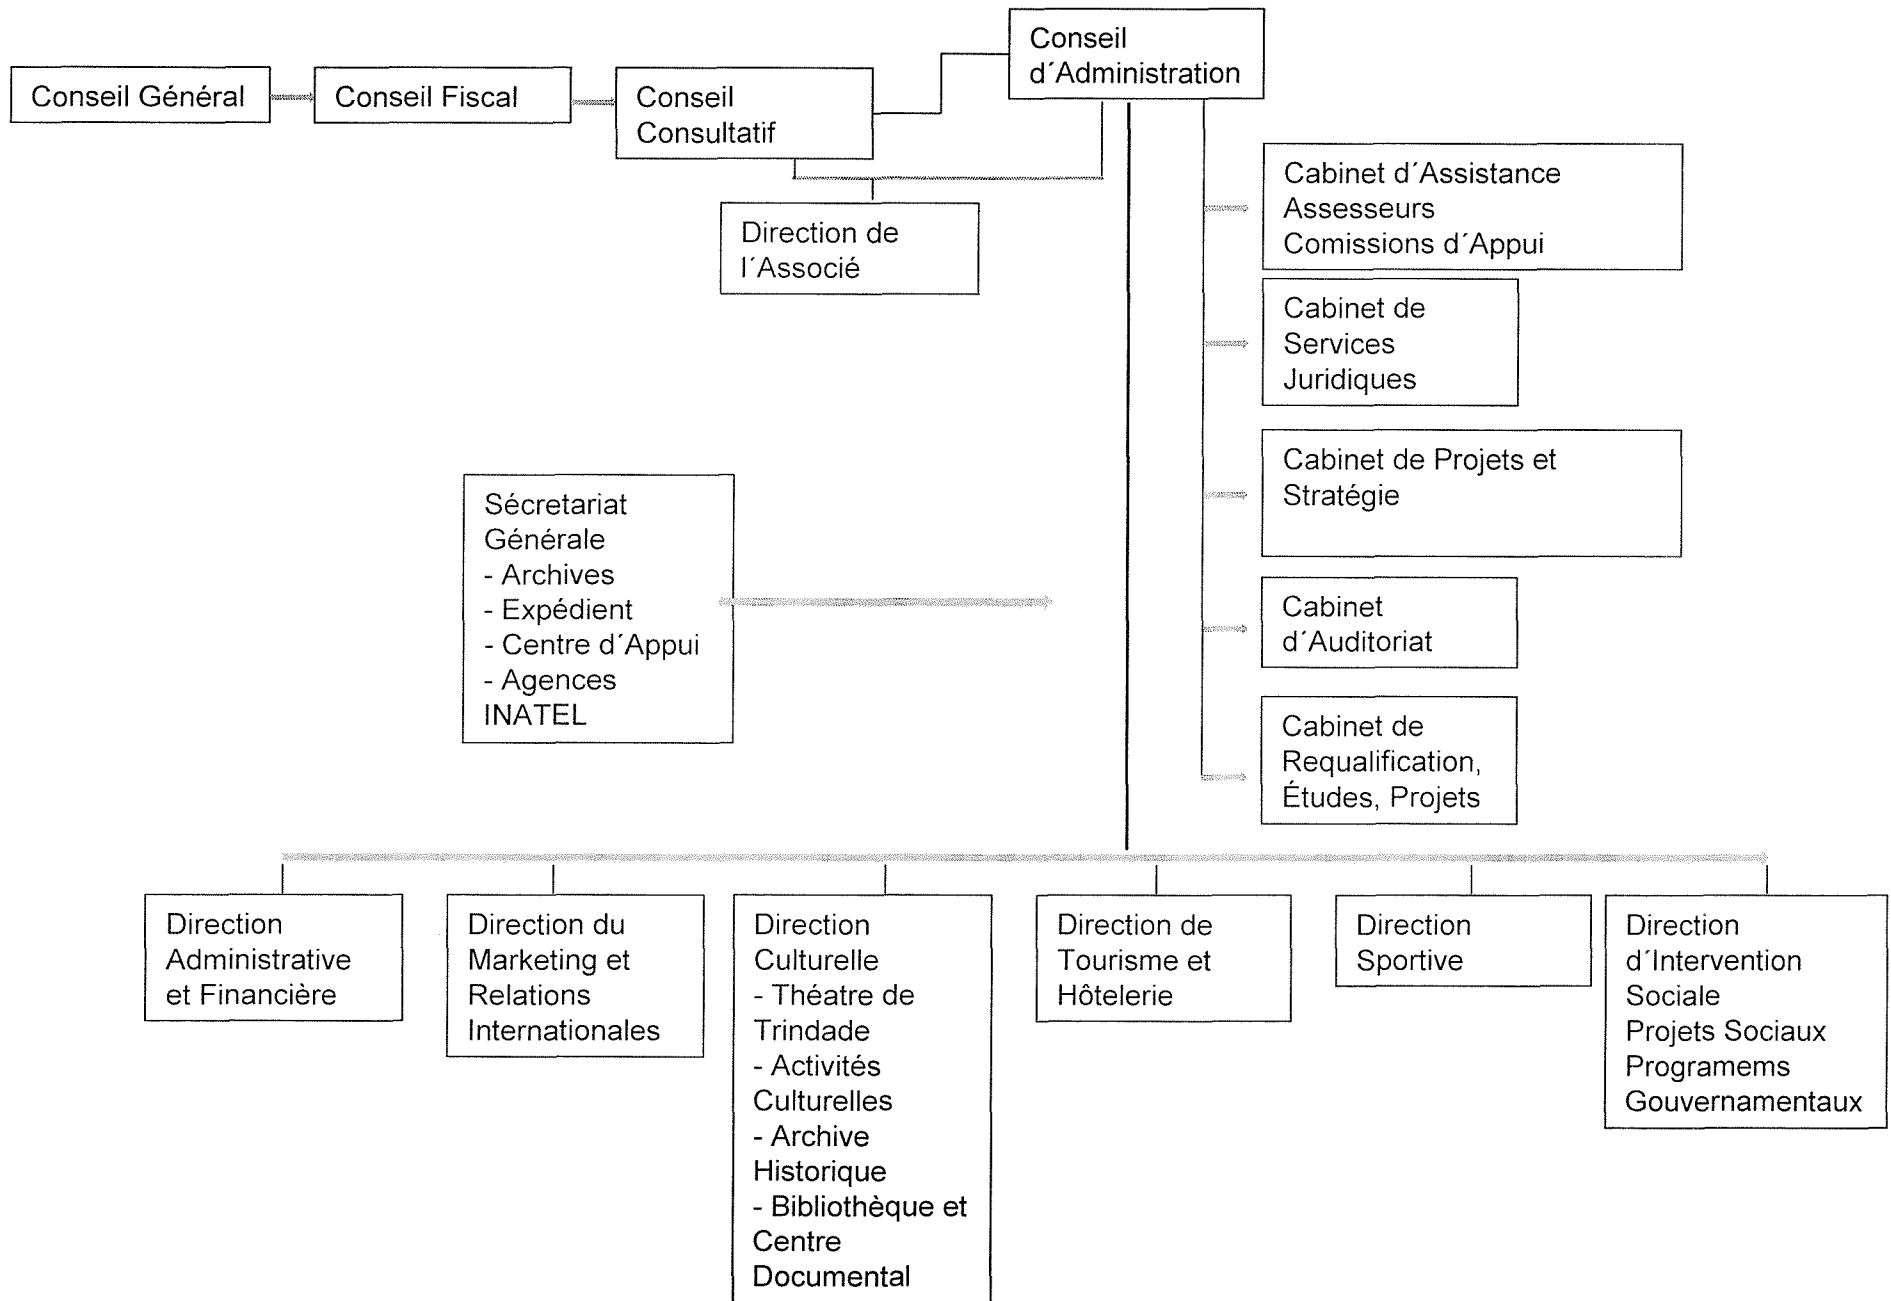 Conseil
d´Administration
Conseil Général
Conseil Fiscal
Conseil
Consultatif
Direction de
l´Associé
Cabinet d´Assistance
Assesseurs
Comissions d´Appui
Cabinet de
Services
Juridiques
Cabinet de Projets et
Stratégie
Cabinet
d´Auditoriat
Cabinet de
Requalification,
Études, Projets
Sécretariat
Générale
- Archives
- Expédient
- Centre d´Appui
- Agences
INATEL
Direction
Administrative
et Financière
Direction du
Marketing et
Relations
Internationales
Direction
Culturelle
- Théatre de
Trindade
- Activités
Culturelles
- Archive
Historique
- Bibliothèque et
Centre
Documental
Direction de
Tourisme et
Hôtelerie
Direction
Sportive
Direction
d´Intervention
Sociale
Projets Sociaux
Programems
Gouvernamentaux